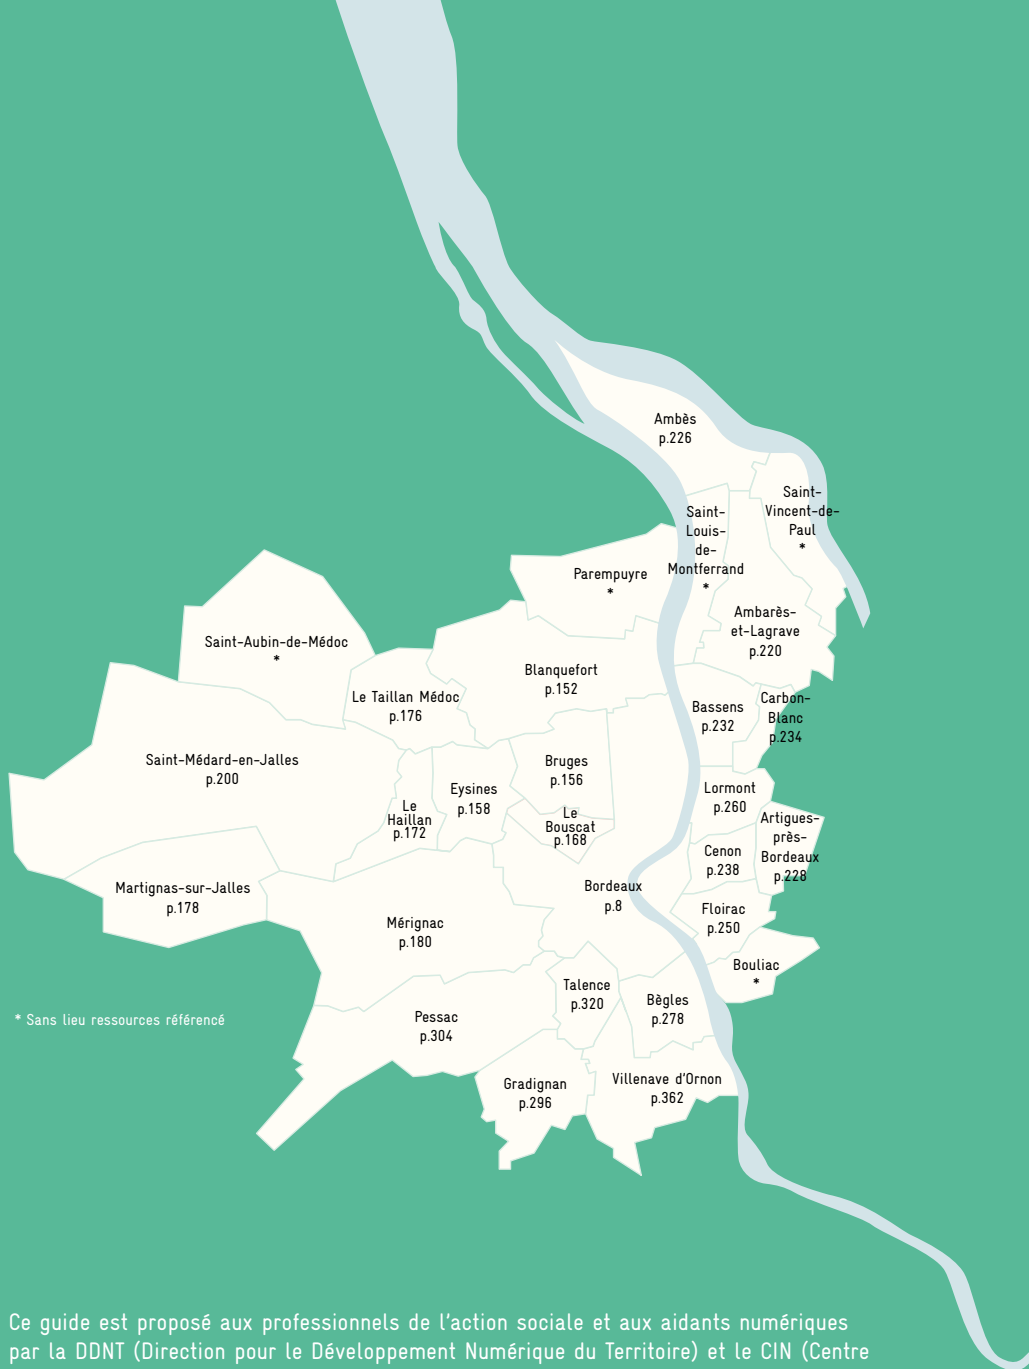 Ambès
p.226
Saint-
Vincent-de-
Paul
*
Saint-
Louis-
de-
Montferrand
*
Parempuyre
*
Ambarès-
et-Lagrave
p.220
Saint-Aubin-de-Médoc
*
Blanquefort
p.152
Le Taillan Médoc
p.176
Bassens
p.232
Carbon-
Blanc
p.234
Saint-Médard-en-Jalles
p.200
Bruges
p.156
Eysines
p.158
Lormont
p.260
Le
Haillan
p.172
Le
Bouscat
p.168
Artigues-
près-
Bordeaux
p.228
Cenon
p.238
Martignas-sur-Jalles
p.178
Bordeaux
p.8
Mérignac
p.180
Floirac
p.250
Bouliac
*
Talence
p.320
Bègles
p.278
* Sans lieu ressources référencé
Pessac
p.304
Gradignan
p.296
Villenave d'Ornon
p.362
Ce guide est proposé aux professionnels de l'action sociale et aux aidants numériques
par la DDNT (Direction pour le Développement Numérique du Territoire) et le CIN (Centre